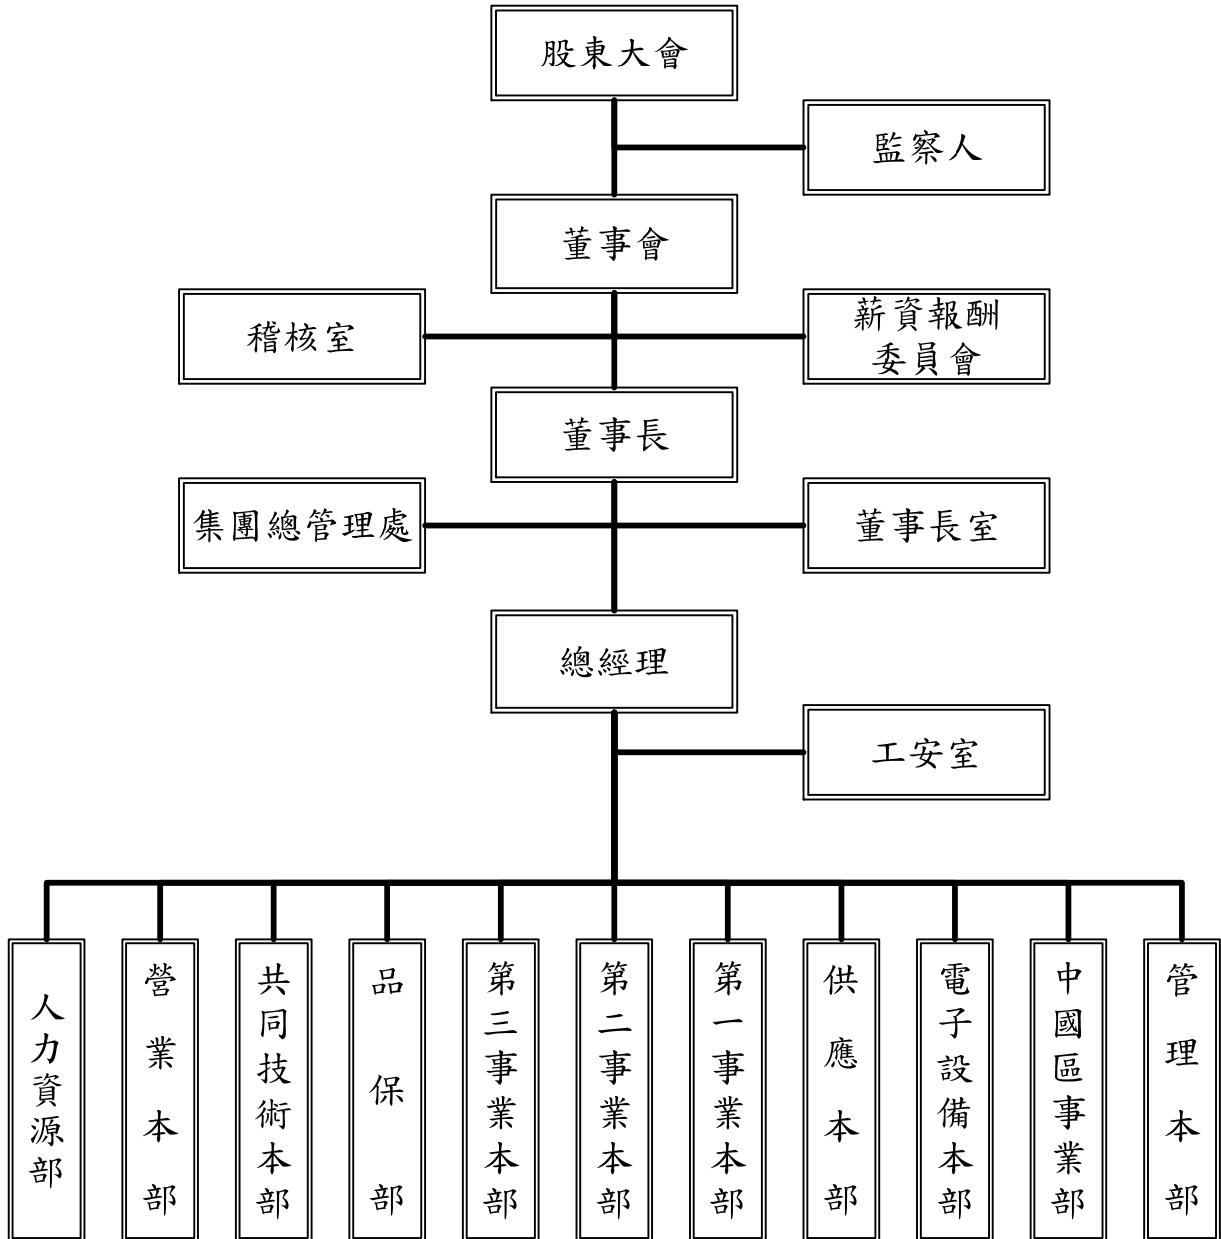 股東大會
監察人
董事會
稽核室
薪資報酬
委員會
董事長
集團總管理處
董事長室
總經理
工安室
人力資源部
營業本部
共同技術本部
品保部
第三事業本部
第二事業本部
第一事業本部
供應本部
電子設備本部
中國區事業部
管理本部